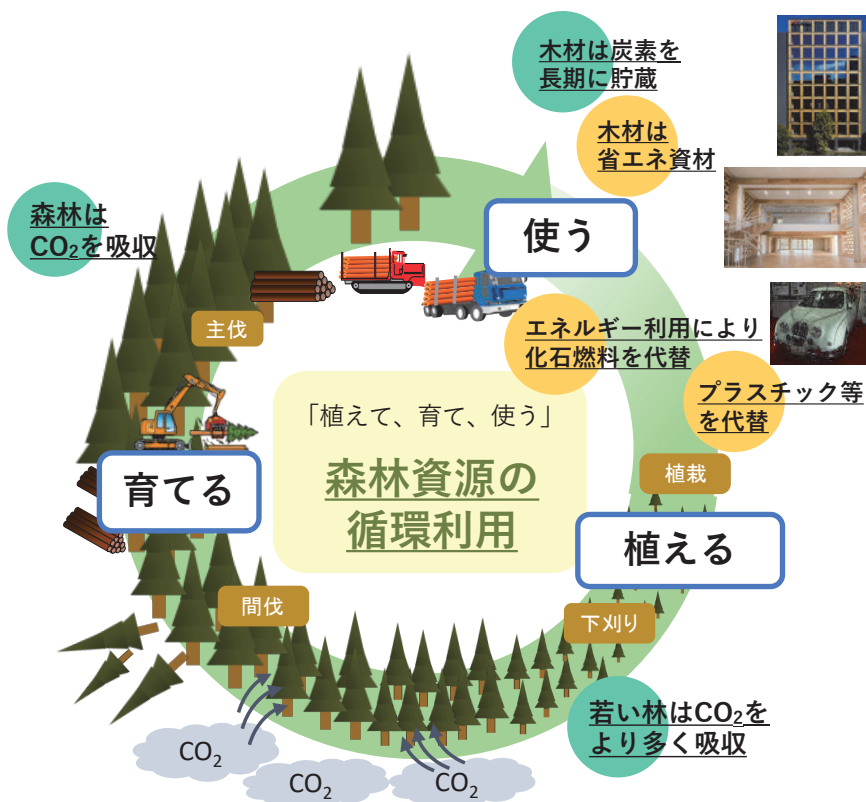 木材は炭素を
長期に貯蔵
木材は
省エネ資材
森林は
CO₂を吸収
使う
主伐
エネルギー利用により
化石燃料を代替
プラスチック等
を代替
「植えて、育て、使う」
森林資源の
循環利用
育てる
植栽
植える
間伐
下刈り
若い林はCO₂を
より多く吸収
CO₂
CO₂
CO₂